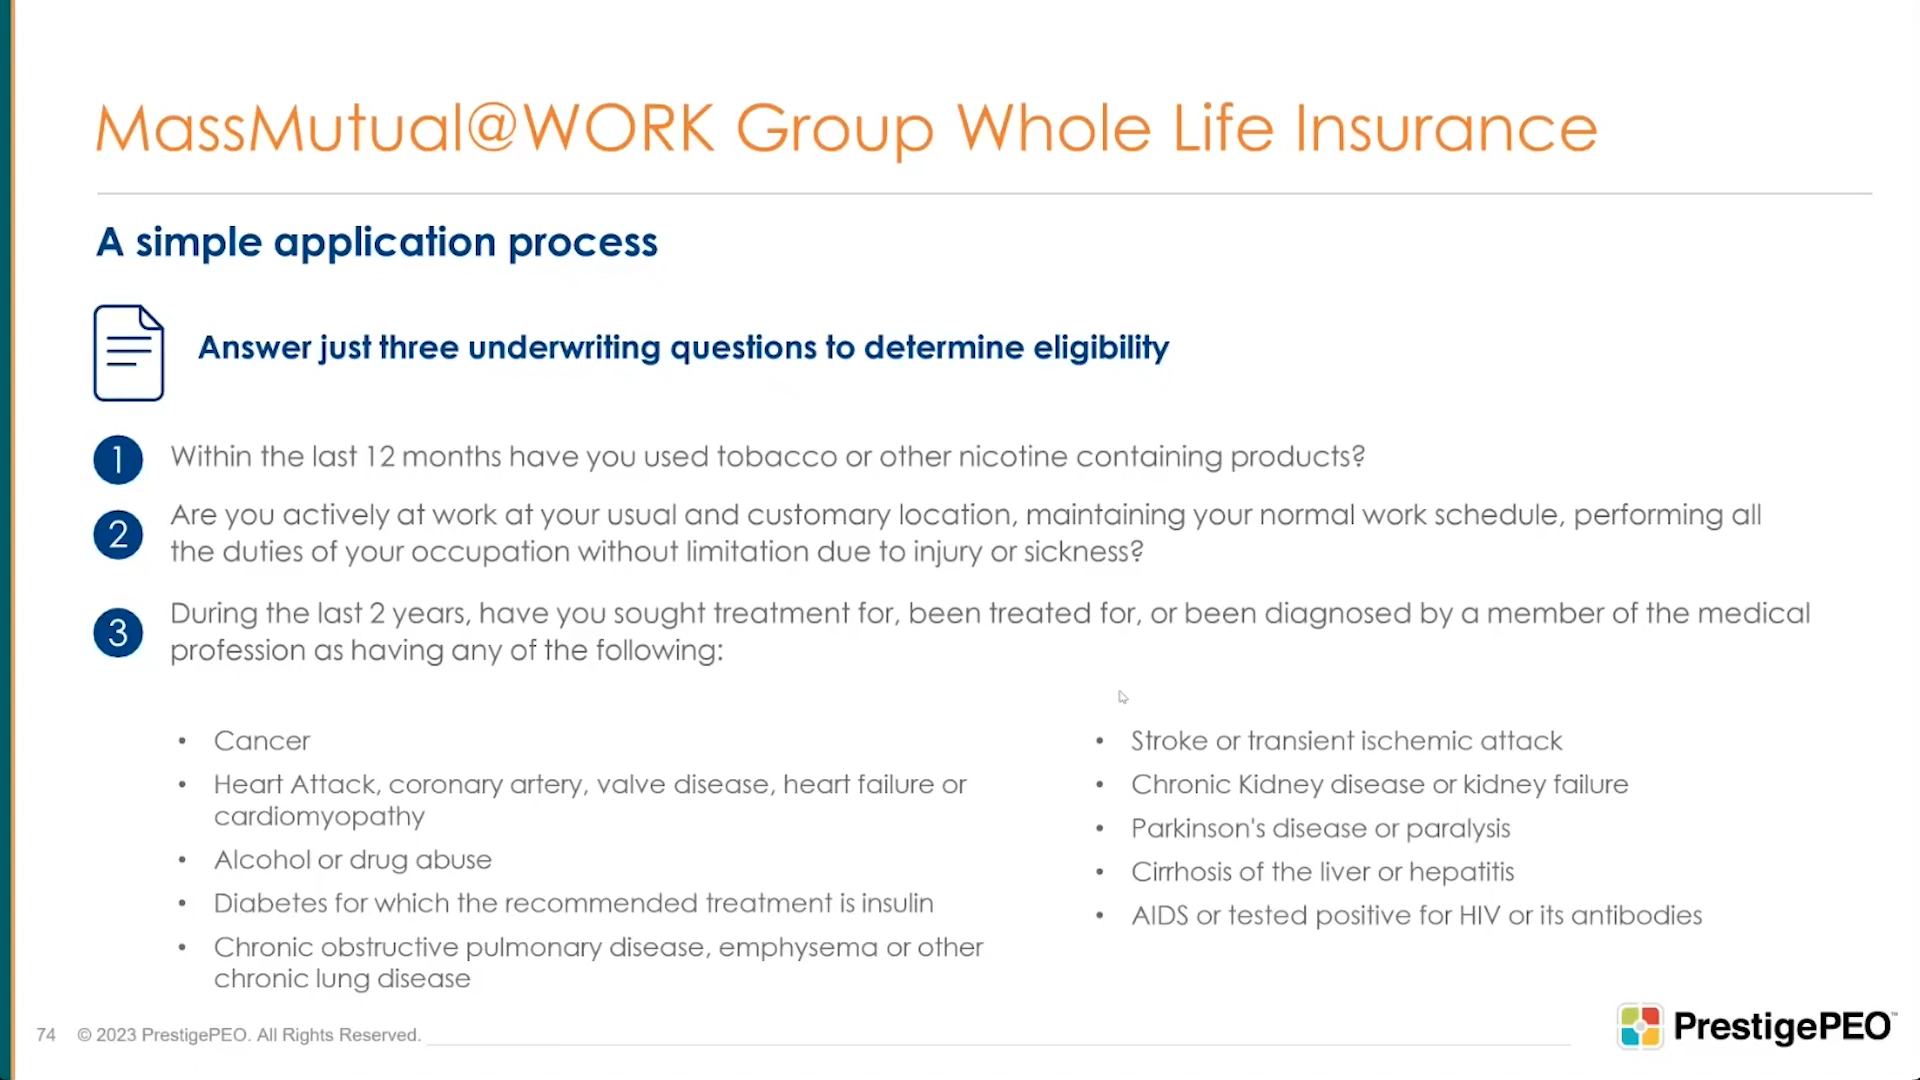 MassMutual@WORK Group Whole Life Insurance
A simple application process
Answer just three underwriting questions to determine eligibility
1 Within the last 12 months have you used tobacco or other nicotine containing products?
2 Are you actively at work at your usual and customary location, maintaining your normal work schedule, performing all
the duties of your occupation without limitation due to injury or sickness?
3 During the last 2 years, have you sought treatment for, been treated for, or been diagnosed by a member of the medical
profession as having any of the following:
• Cancer
• Heart Attack, coronary artery, valve disease, heart failure or
cardiomyopathy
• Alcohol or drug abuse
• Diabetes for which the recommended treatment is insulin
• Chronic obstructive pulmonary disease, emphysema or other
chronic lung disease
• Stroke or transient ischemic attack
• Chronic Kidney disease or kidney failure
• Parkinson's disease or paralysis
• Cirrhosis of the liver or hepatitis
• AIDS or tested positive for HIV or its antibodies
74 © 2023 PrestigePEO. All Rights Reserved.
PrestigePEO™